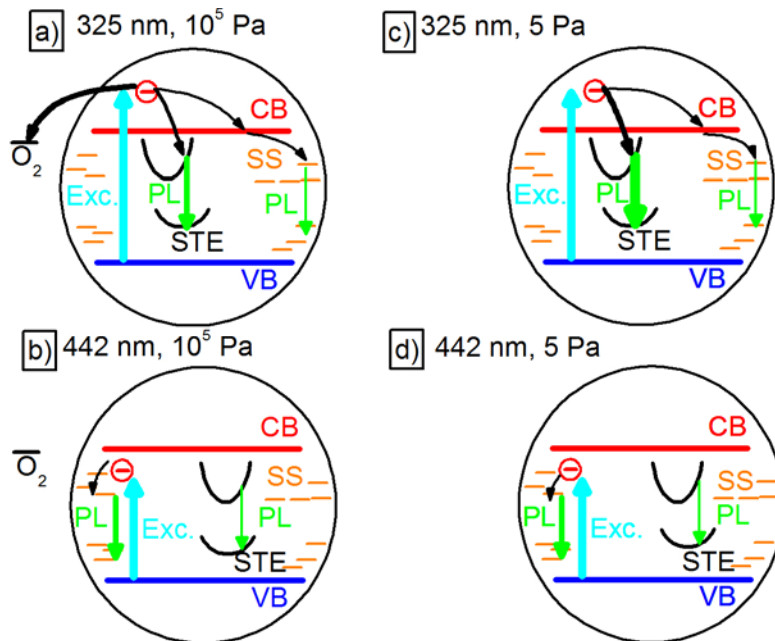 a) 325 nm, 10⁵ Pa
CB
O₂
SS
Exc.
PL
PL
STE
VB
c) 325 nm, 5 Pa
CB
SS
Exc.
PL
PL
STE
VB
b) 442 nm, 10⁵ Pa
CB
O₂
SS
PL
Exc.
PL
STE
VB
d) 442 nm, 5 Pa
CB
SS
PL
Exc.
PL
STE
VB